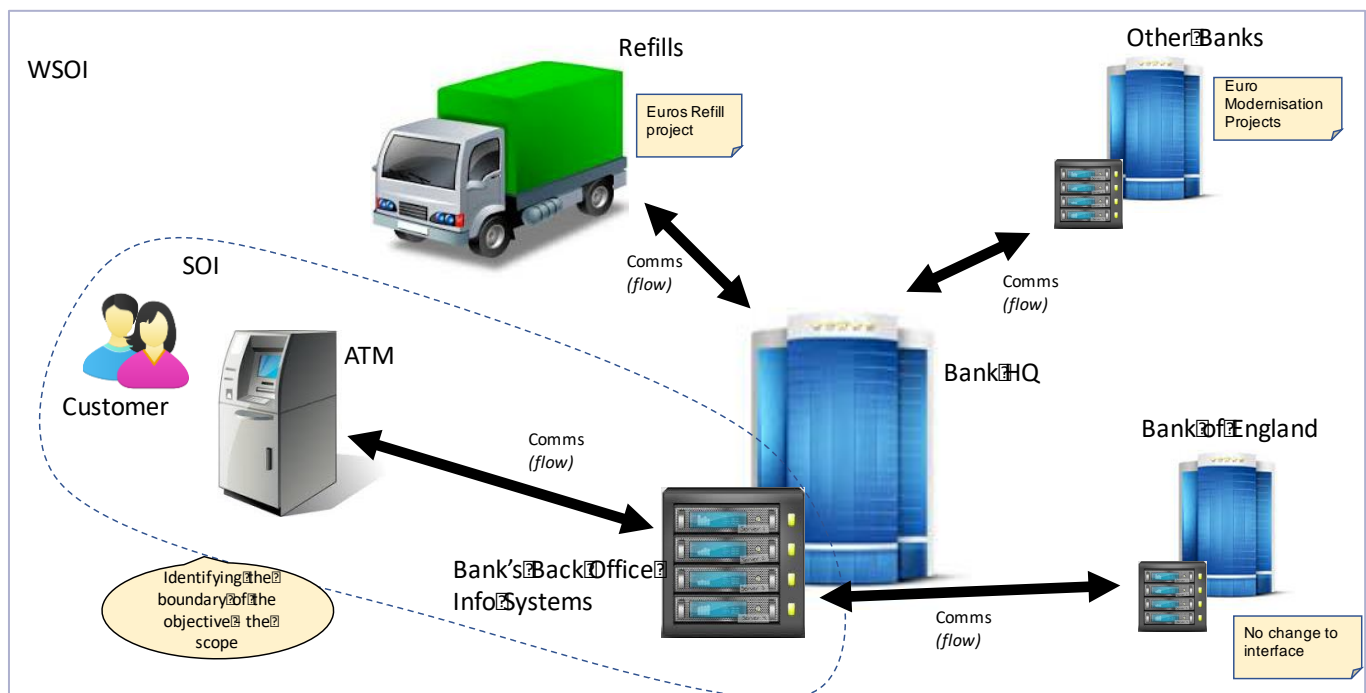 WSOI
Refills
Euros Refill
project
Other Banks
Euro
Modernisation
Projects
SOI
Customer
ATM
Comms
(flow)
Comms
(flow)
Comms
(flow)
Bank HQ
Bank of England
Bank's Back Office
Info Systems
Identifying the
boundary of the
objective the
scope
Comms
(flow)
No change to
interface